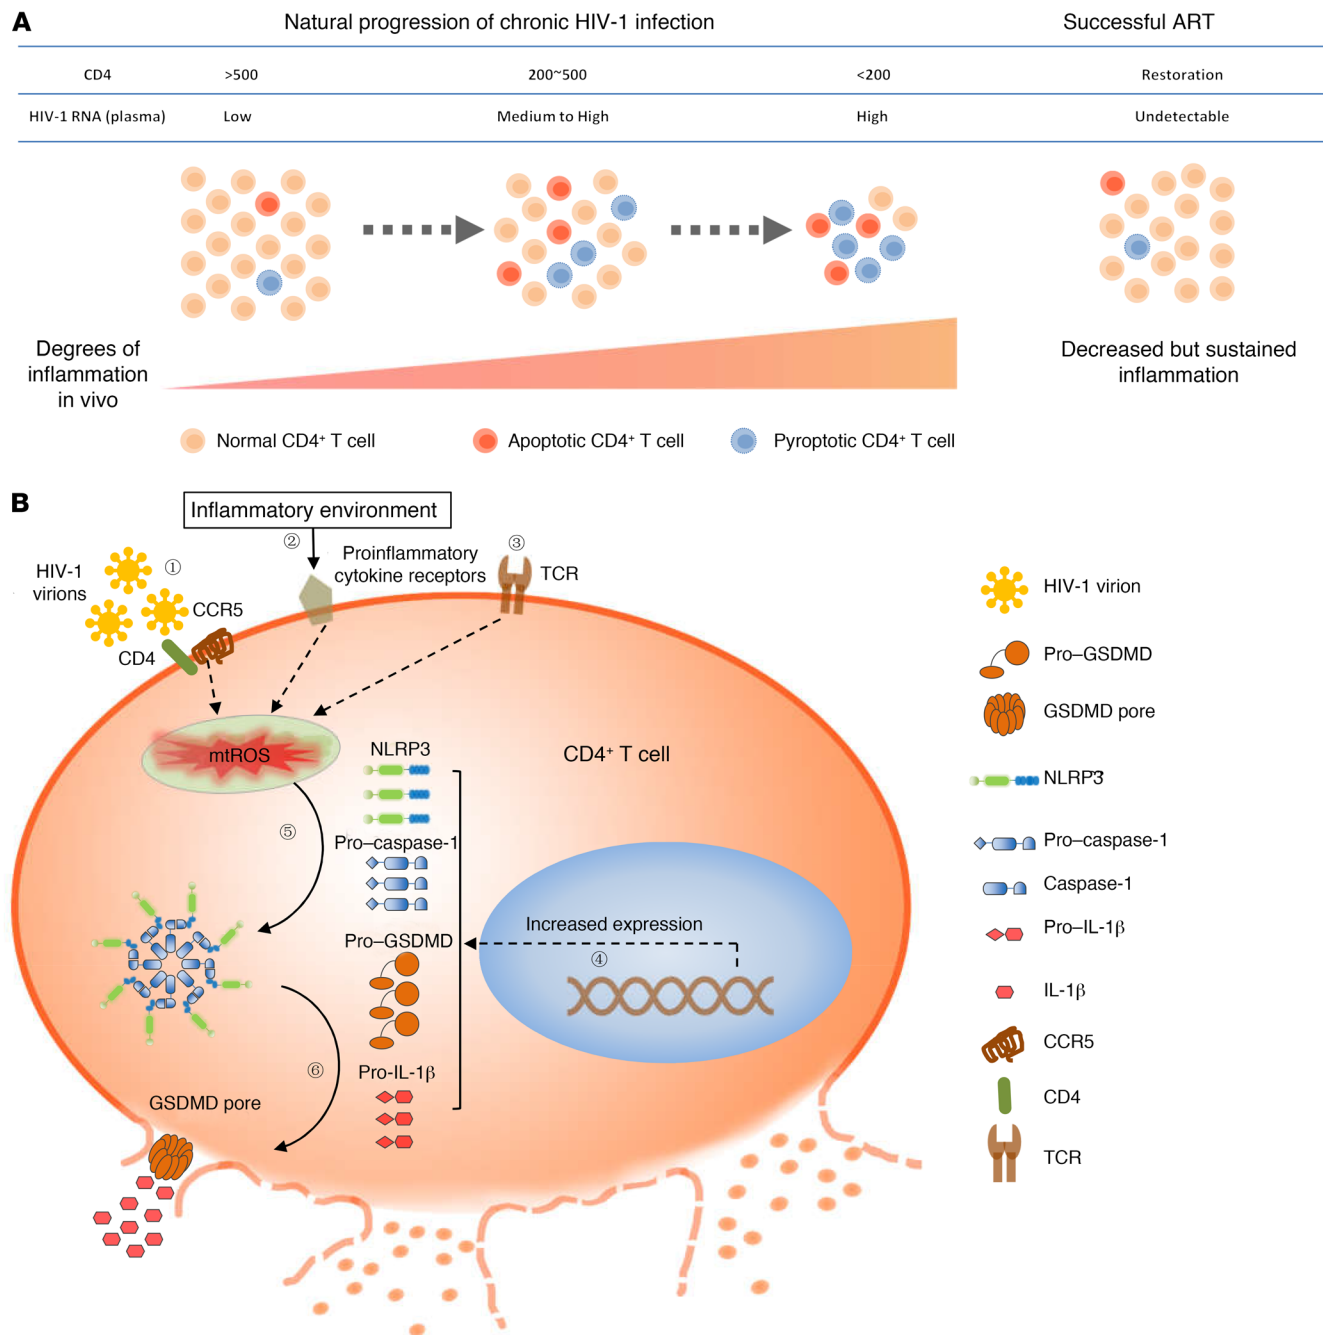 A
Natural progression of chronic HIV-1 infection
Successful ART
CD4 >500 200~500 <200 Restoration
HIV-1 RNA (plasma) Low Medium to High High Undetectable
Degrees of
inflammation
in vivo
Decreased but sustained
inflammation
Normal CD4⁺ T cell
Apoptotic CD4⁺ T cell
Pyroptotic CD4⁺ T cell
B
Inflammatory environment
②
Proinflammatory
cytokine receptors
③
TCR
HIV-1
virions
①
CCR5
CD4
mtROS
NLRP3
CD4⁺ T cell
⑤
Pro–caspase-1
Pro–GSDMD
Increased expression
④
⑥
Pro-IL-1β
GSDMD pore
HIV-1 virion
Pro–GSDMD
GSDMD pore
NLRP3
Pro–caspase-1
Caspase-1
Pro–IL-1β
IL-1β
CCR5
CD4
TCR